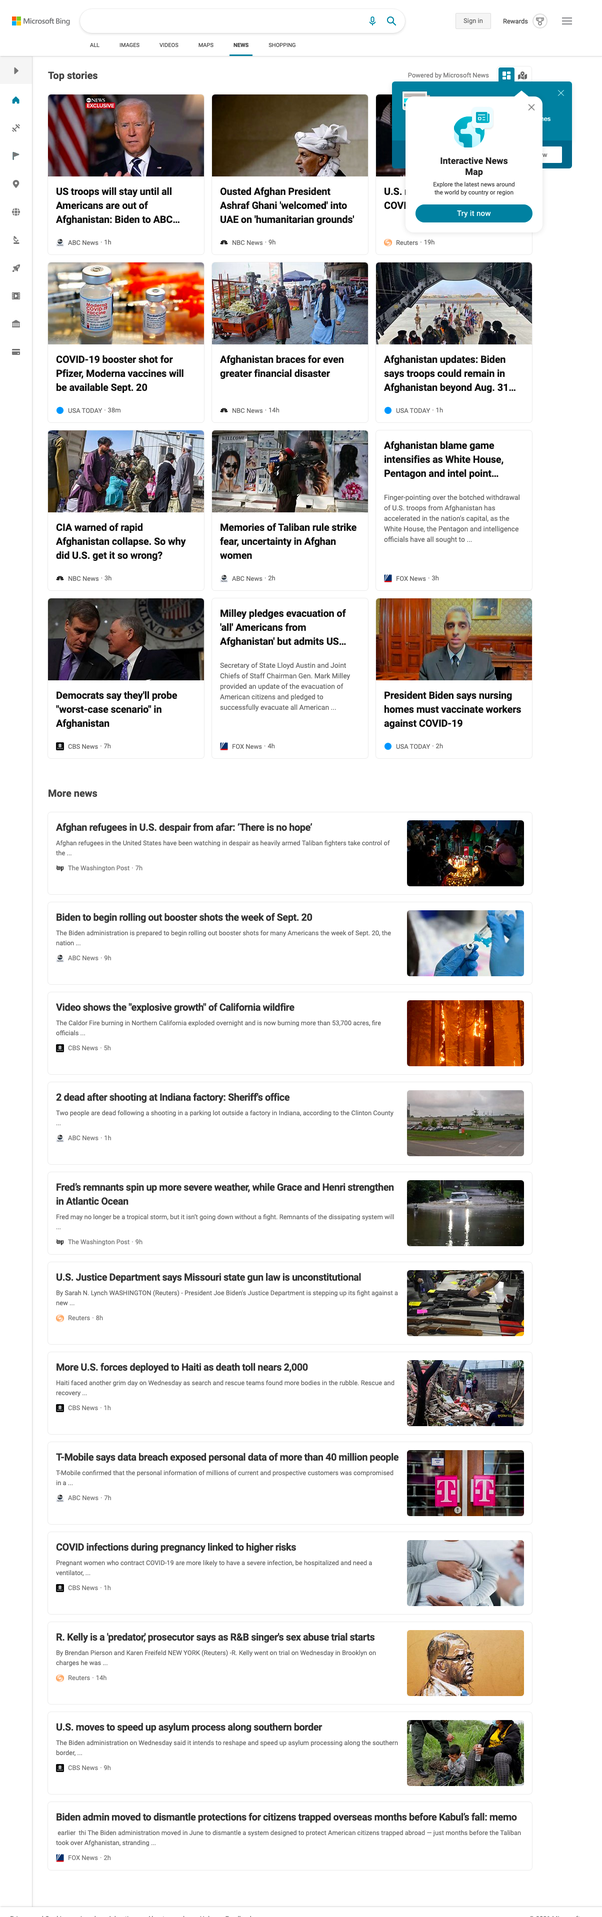 Microsoft Bing
Sign in
Rewards
ALL
IMAGES
VIDEOS
MAPS
NEWS
SHOPPING
Top stories
Powered by Microsoft News
Interactive News
Map
Explore the latest news around
the world by country or region
Try it now
NEWS
EXCLUSIVE
US troops will stay until all
Americans are out of
Afghanistan: Biden to ABC...
ABC News · 1h
Ousted Afghan President
Ashraf Ghani 'welcomed' into
UAE on 'humanitarian grounds'
NBC News · 9h
Reuters · 19h
COVID-19 booster shot for
Pfizer, Moderna vaccines will
be available Sept. 20
USA TODAY · 38m
Afghanistan braces for even
greater financial disaster
NBC News · 14h
Afghanistan updates: Biden
says troops could remain in
Afghanistan beyond Aug. 31...
USA TODAY · 1h
CIA warned of rapid
Afghanistan collapse. So why
did U.S. get it so wrong?
NBC News · 3h
Memories of Taliban rule strike
fear, uncertainty in Afghan
women
ABC News · 2h
Afghanistan blame game
intensifies as White House,
Pentagon and intel point...
Finger-pointing over the botched withdrawal
of U.S. troops from Afghanistan has
accelerated in the nation's capital, as the
White House, the Pentagon and intelligence
officials have all sought to ...
FOX News · 3h
Democrats say they'll probe
"worst-case scenario" in
Afghanistan
CBS News · 7h
Milley pledges evacuation of
'all' Americans from
Afghanistan' but admits US...
Secretary of State Lloyd Austin and Joint
Chiefs of Staff Chairman Gen. Mark Milley
provided an update of the evacuation of
American citizens and pledged to
successfully evacuate all American ...
FOX News · 4h
President Biden says nursing
homes must vaccinate workers
against COVID-19
USA TODAY · 2h
More news
Afghan refugees in U.S. despair from afar: 'There is no hope'
Afghan refugees in the United States have been watching in despair as heavily armed Taliban fighters take control of
the ...
The Washington Post · 7h
Biden to begin rolling out booster shots the week of Sept. 20
The Biden administration is prepared to begin rolling out booster shots for many Americans the week of Sept. 20, the
nation ...
ABC News · 9h
Video shows the "explosive growth" of California wildfire
The Caldor Fire burning in Northern California exploded overnight and is now burning more than 53,700 acres, fire
officials ...
CBS News · 5h
2 dead after shooting at Indiana factory: Sheriff's office
Two people are dead following a shooting in a parking lot outside a factory in Indiana, according to the Clinton County
...
ABC News · 1h
Fred's remnants spin up more severe weather, while Grace and Henri strengthen
in Atlantic Ocean
Fred may no longer be a tropical storm, but it isn't going down without a fight. Remnants of the dissipating system will
...
The Washington Post · 9h
U.S. Justice Department says Missouri state gun law is unconstitutional
By Sarah N. Lynch WASHINGTON (Reuters) - President Joe Biden's Justice Department is stepping up its fight against a
new ...
Reuters · 8h
More U.S. forces deployed to Haiti as death toll nears 2,000
Haiti faced another grim day on Wednesday as search and rescue teams found more bodies in the rubble. Rescue and
recovery ...
CBS News · 1h
T-Mobile says data breach exposed personal data of more than 40 million people
T-Mobile confirmed that the personal information of millions of current and prospective customers was compromised
in a ...
ABC News · 7h
COVID infections during pregnancy linked to higher risks
Pregnant women who contract COVID-19 are more likely to have a severe infection, be hospitalized and need a
ventilator, ...
CBS News · 1h
R. Kelly is a 'predator,' prosecutor says as R&B singer's sex abuse trial starts
By Brendan Pierson and Karen Freifeld NEW YORK (Reuters) -R. Kelly went on trial on Wednesday in Brooklyn on
charges he was ...
Reuters · 14h
U.S. moves to speed up asylum process along southern border
The Biden administration on Wednesday said it intends to reshape and speed up asylum processing along the southern
border, ...
CBS News · 9h
Biden admin moved to dismantle protections for citizens trapped overseas months before Kabul's fall: memo
earlier thi The Biden administration moved in June to dismantle a system designed to protect American citizens trapped abroad — just months before the Taliban
took over Afghanistan, stranding ...
FOX News · 2h